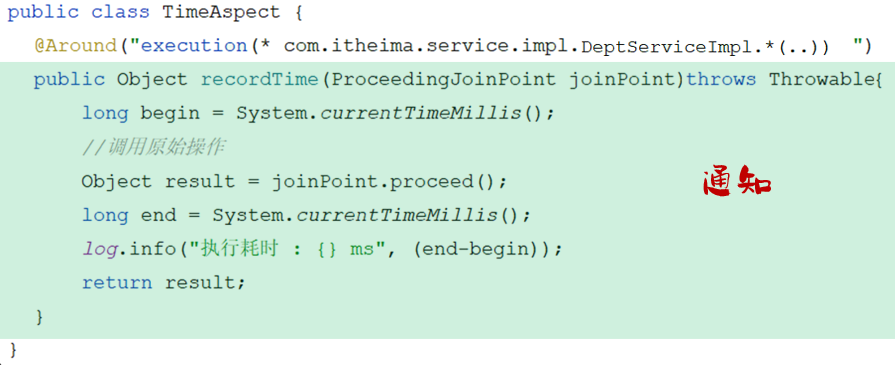 public class TimeAspect {
@Around("execution(* com.itheima.service.impl.DeptServiceImpl.*(..)) ")
public Object recordTime(ProceedingJoinPoint joinPoint)throws Throwable{
long begin = System.currentTimeMillis();
//调用原始操作
Object result = joinPoint.proceed();
通知
long end = System.currentTimeMillis();
log.info("执行耗时 : {} ms", (end-begin));
return result;
}
}